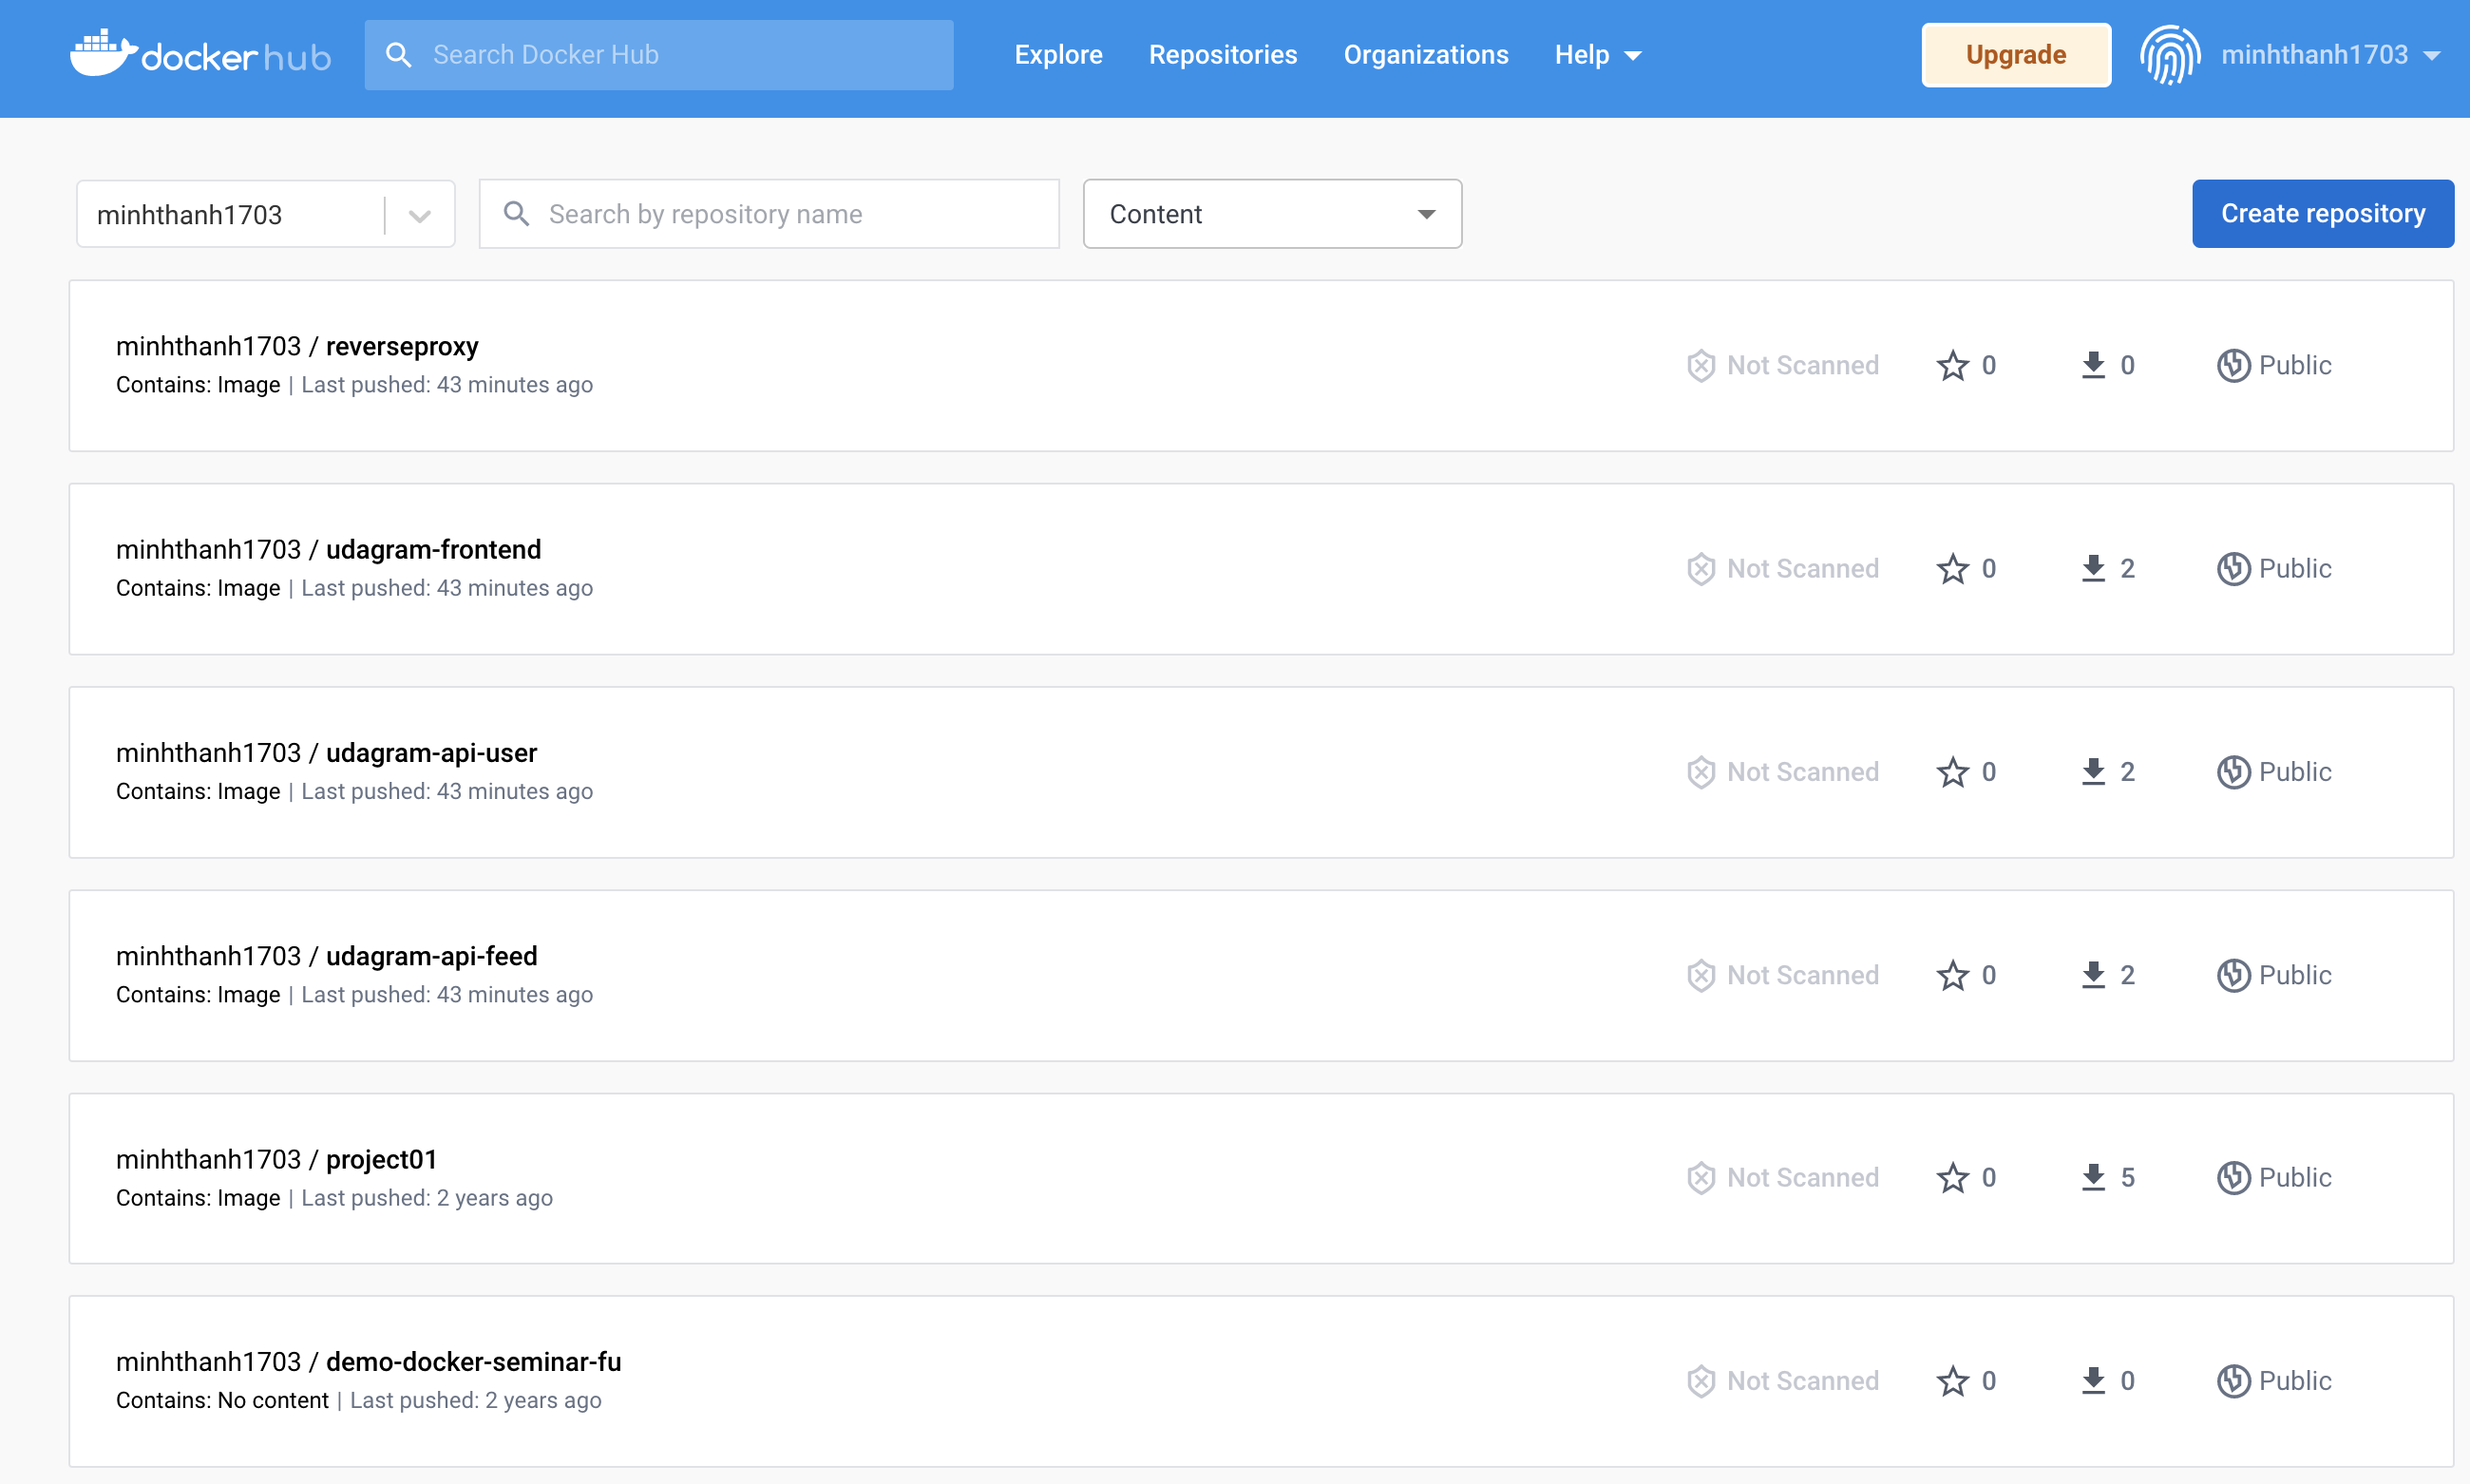 docker hub
Search Docker Hub
Explore
Repositories
Organizations
Help
Upgrade
minhthanh1703
minhthanh1703
Search by repository name
Content
Create repository
minhthanh1703 / reverseproxy
Contains: Image | Last pushed: 43 minutes ago
Not Scanned
0
0
Public
minhthanh1703 / udagram-frontend
Contains: Image | Last pushed: 43 minutes ago
Not Scanned
0
2
Public
minhthanh1703 / udagram-api-user
Contains: Image | Last pushed: 43 minutes ago
Not Scanned
0
2
Public
minhthanh1703 / udagram-api-feed
Contains: Image | Last pushed: 43 minutes ago
Not Scanned
0
2
Public
minhthanh1703 / project01
Contains: Image | Last pushed: 2 years ago
Not Scanned
0
5
Public
minhthanh1703 / demo-docker-seminar-fu
Contains: No content | Last pushed: 2 years ago
Not Scanned
0
0
Public